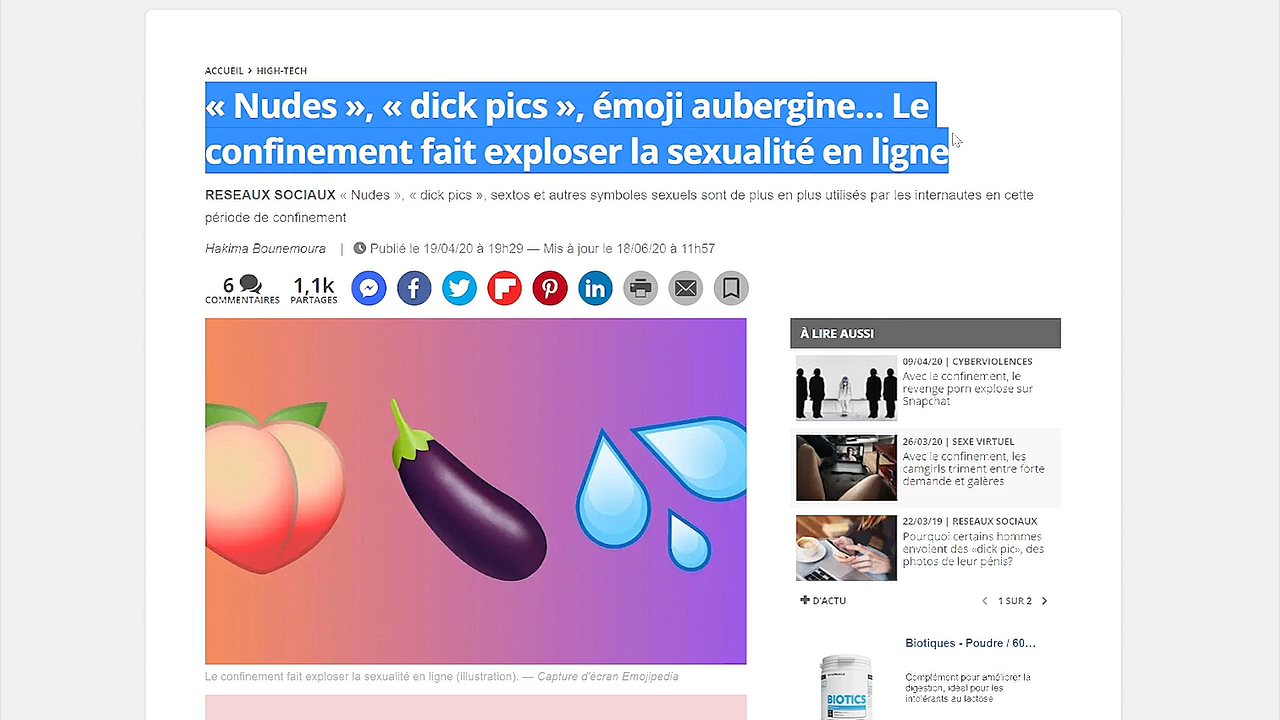 ACCUEIL › HIGH-TECH
« Nudes », « dick pics », émoji aubergine... Le
confinement fait exploser la sexualité en ligne
RESEAUX SOCIAUX « Nudes », « dick pics », sextos et autres symboles sexuels sont de plus en plus utilisés par les internautes en cette
période de confinement
Hakima Bounemoura | Publié le 19/04/20 à 19h29 — Mis à jour le 18/06/20 à 11h57
6 1,1k
COMMENTAIRES PARTAGES
À LIRE AUSSI
09/04/20 | CYBERVIOLENCES
Avec le confinement, le
revenge porn explose sur
Snapchat
26/03/20 | SEXE VIRTUEL
Avec le confinement, les
camgirls triment entre forte
demande et galères
22/03/19 | RESEAUX SOCIAUX
Pourquoi certains hommes
envoient des «dick pic», des
photos de leur pénis?
+ D'ACTU 1 SUR 2
Le confinement fait exploser la sexualité en ligne (illustration). — Capture d'écran Emojipedia
Biotiques - Poudre / 60...
Complément pour améliorer la
digestion, idéal pour les
intolérants au lactose
BIOTICS